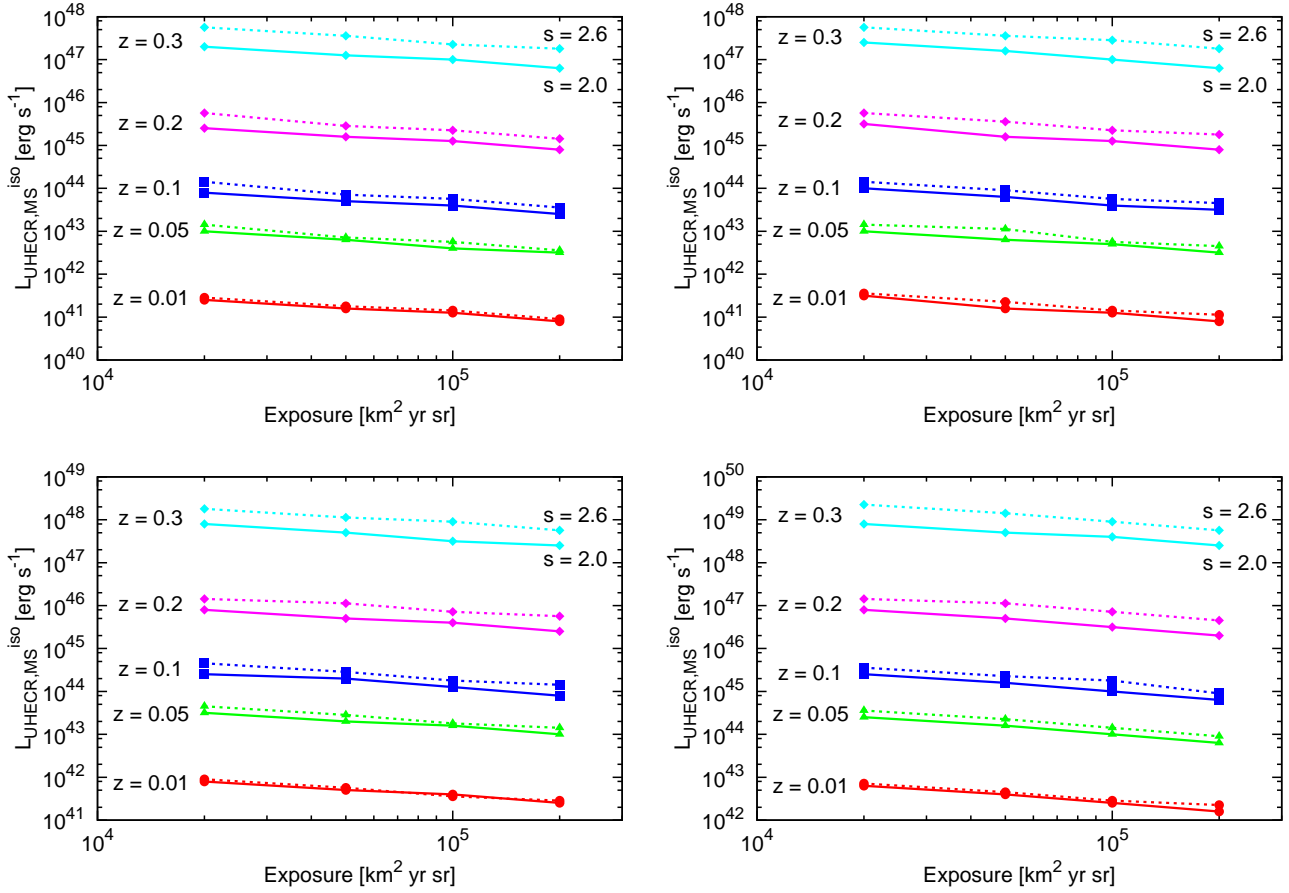 10^48
10^47
10^46
10^45
10^44
10^43
10^42
10^41
10^40
L_UHECR,MS^iso [erg s^-1]
z = 0.3
z = 0.2
z = 0.1
z = 0.05
z = 0.01
s = 2.6
s = 2.0
10^4
10^5
Exposure [km^2 yr sr]
10^48
10^47
10^46
10^45
10^44
10^43
10^42
10^41
10^40
L_UHECR,MS^iso [erg s^-1]
z = 0.3
z = 0.2
z = 0.1
z = 0.05
z = 0.01
s = 2.6
s = 2.0
10^4
10^5
Exposure [km^2 yr sr]
10^49
10^48
10^47
10^46
10^45
10^44
10^43
10^42
10^41
L_UHECR,MS^iso [erg s^-1]
z = 0.3
z = 0.2
z = 0.1
z = 0.05
z = 0.01
s = 2.6
s = 2.0
10^4
10^5
Exposure [km^2 yr sr]
10^50
10^49
10^48
10^47
10^46
10^45
10^44
10^43
10^42
L_UHECR,MS^iso [erg s^-1]
z = 0.3
z = 0.2
z = 0.1
z = 0.05
z = 0.01
s = 2.6
s = 2.0
10^4
10^5
Exposure [km^2 yr sr]